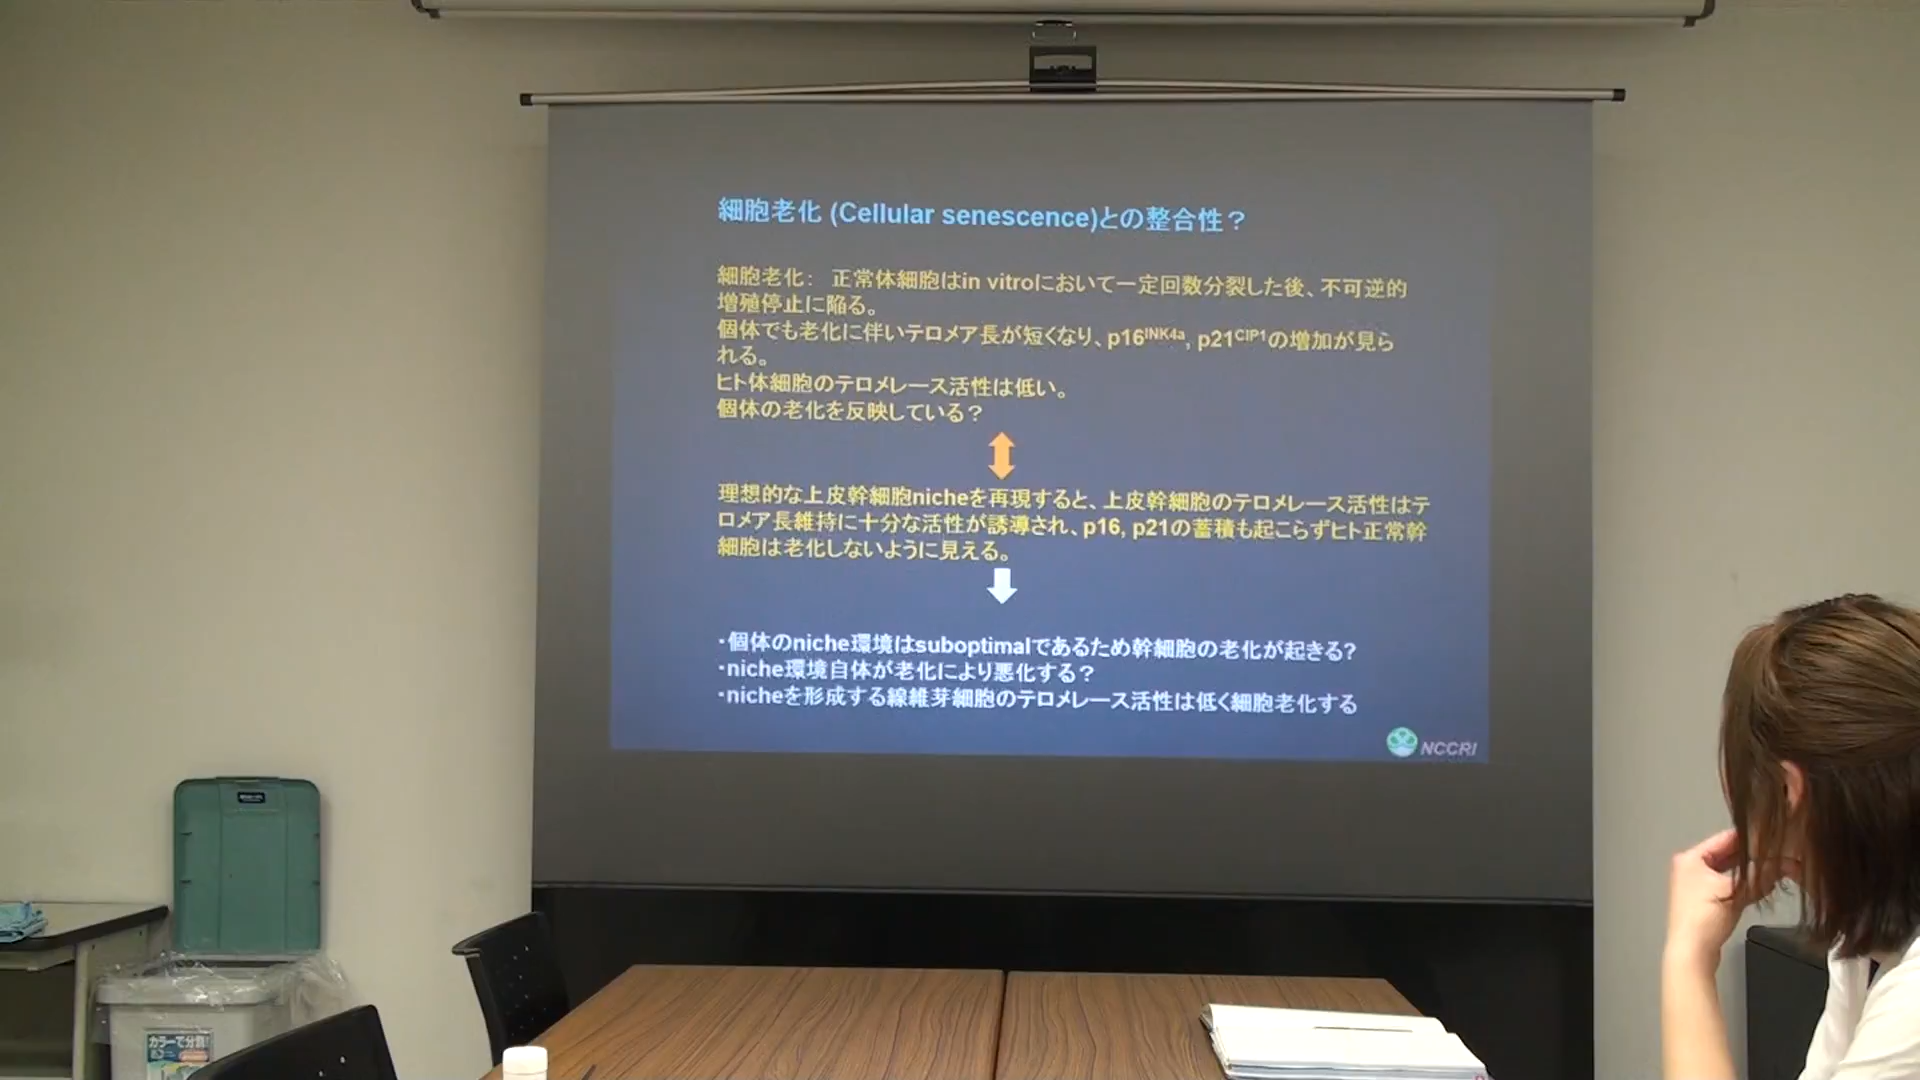 細胞老化 (Cellular senescence)との整合性？
細胞老化： 正常体細胞はin vitroにおいて一定回数分裂した後、不可逆的
増殖停止に陥る。
個体でも老化に伴いテロメア長が短くなり、p16INK4a, p21CIP1の増加が見ら
れる。
ヒト体細胞のテロメレース活性は低い。
個体の老化を反映している？
理想的な上皮幹細胞nicheを再現すると、上皮幹細胞のテロメレース活性はテ
ロメア長維持に十分な活性が誘導され、p16, p21の蓄積も起こらずヒト正常幹
細胞は老化しないように見える。
・個体のniche環境はsuboptimalであるため幹細胞の老化が起きる?
・niche環境自体が老化により悪化する？
・nicheを形成する線維芽細胞のテロメレース活性は低く細胞老化する
NCCRI
カラーで分別!